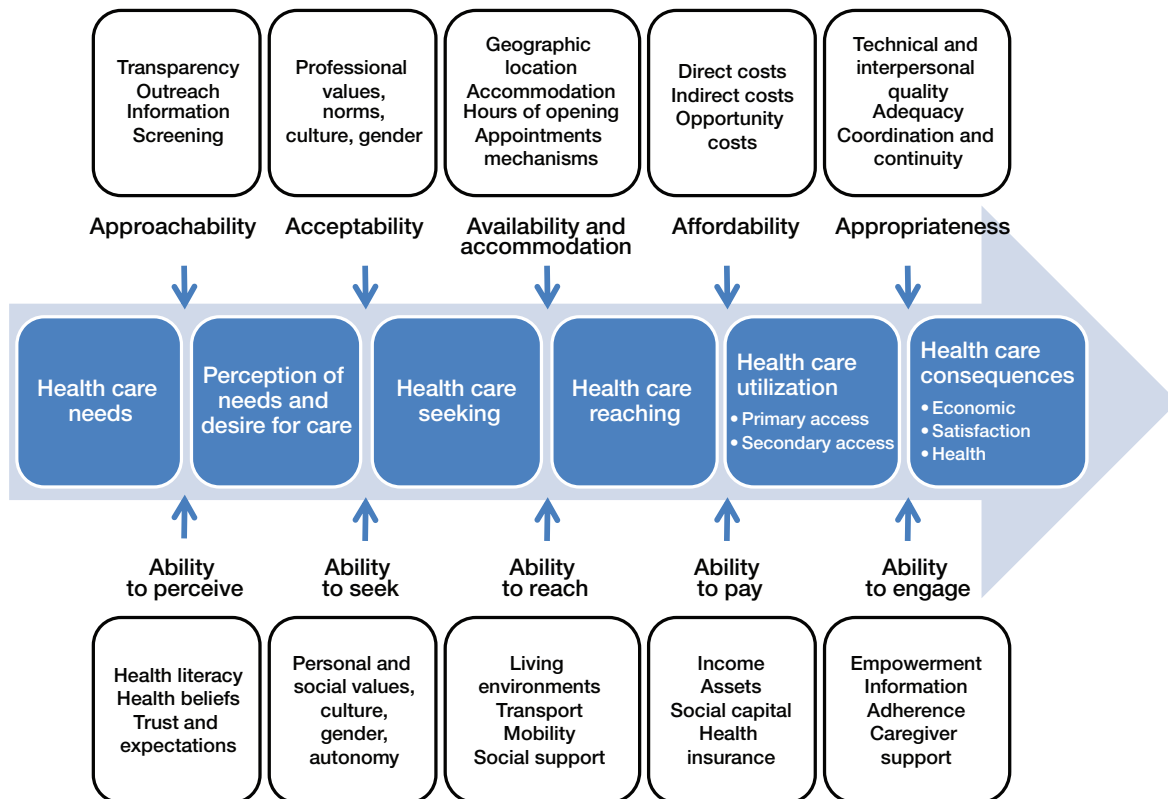 Transparency
Outreach
Information
Screening
Professional
values,
norms,
culture, gender
Geographic
location
Accommodation
Hours of opening
Appointments
mechanisms
Direct costs
Indirect costs
Opportunity
costs
Technical and
interpersonal
quality
Adequacy
Coordination and
continuity
Approachability
Acceptability
Availability and
accommodation
Affordability
Appropriateness
Health care
needs
Perception of
needs and
desire for care
Health care
seeking
Health care
reaching
Health care
utilization
• Primary access
• Secondary access
Health care
consequences
• Economic
• Satisfaction
• Health
Ability
to perceive
Ability
to seek
Ability
to reach
Ability
to pay
Ability
to engage
Health literacy
Health beliefs
Trust and
expectations
Personal and
social values,
culture,
gender,
autonomy
Living
environments
Transport
Mobility
Social support
Income
Assets
Social capital
Health
insurance
Empowerment
Information
Adherence
Caregiver
support